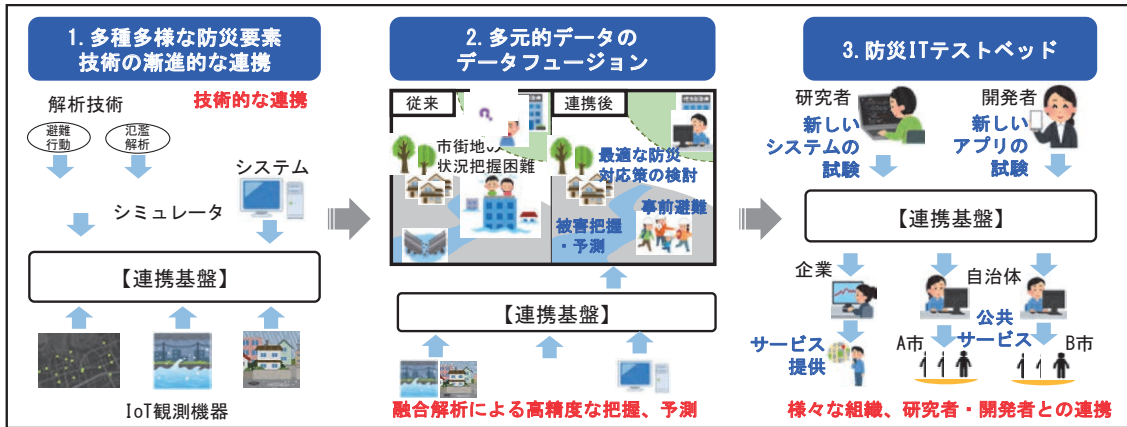 1. 多種多様な防災要素
技術の漸進的な連携
解析技術
技術的な連携
避難
行動
氾濫
解析
システム
シミュレータ
【連携基盤】
IoT観測機器
2. 多元的データの
データフュージョン
従来
連携後
市街地の
状況把握困難
最適な防災
対応策の検討
事前避難
被害把握
・予測
【連携基盤】
融合解析による高精度な把握、予測
3. 防災ITテストベッド
研究者
新しい
システムの
試験
開発者
新しい
アプリの
試験
【連携基盤】
企業
自治体
サービス
提供
公共
サービス
A市
B市
様々な組織、研究者・開発者との連携